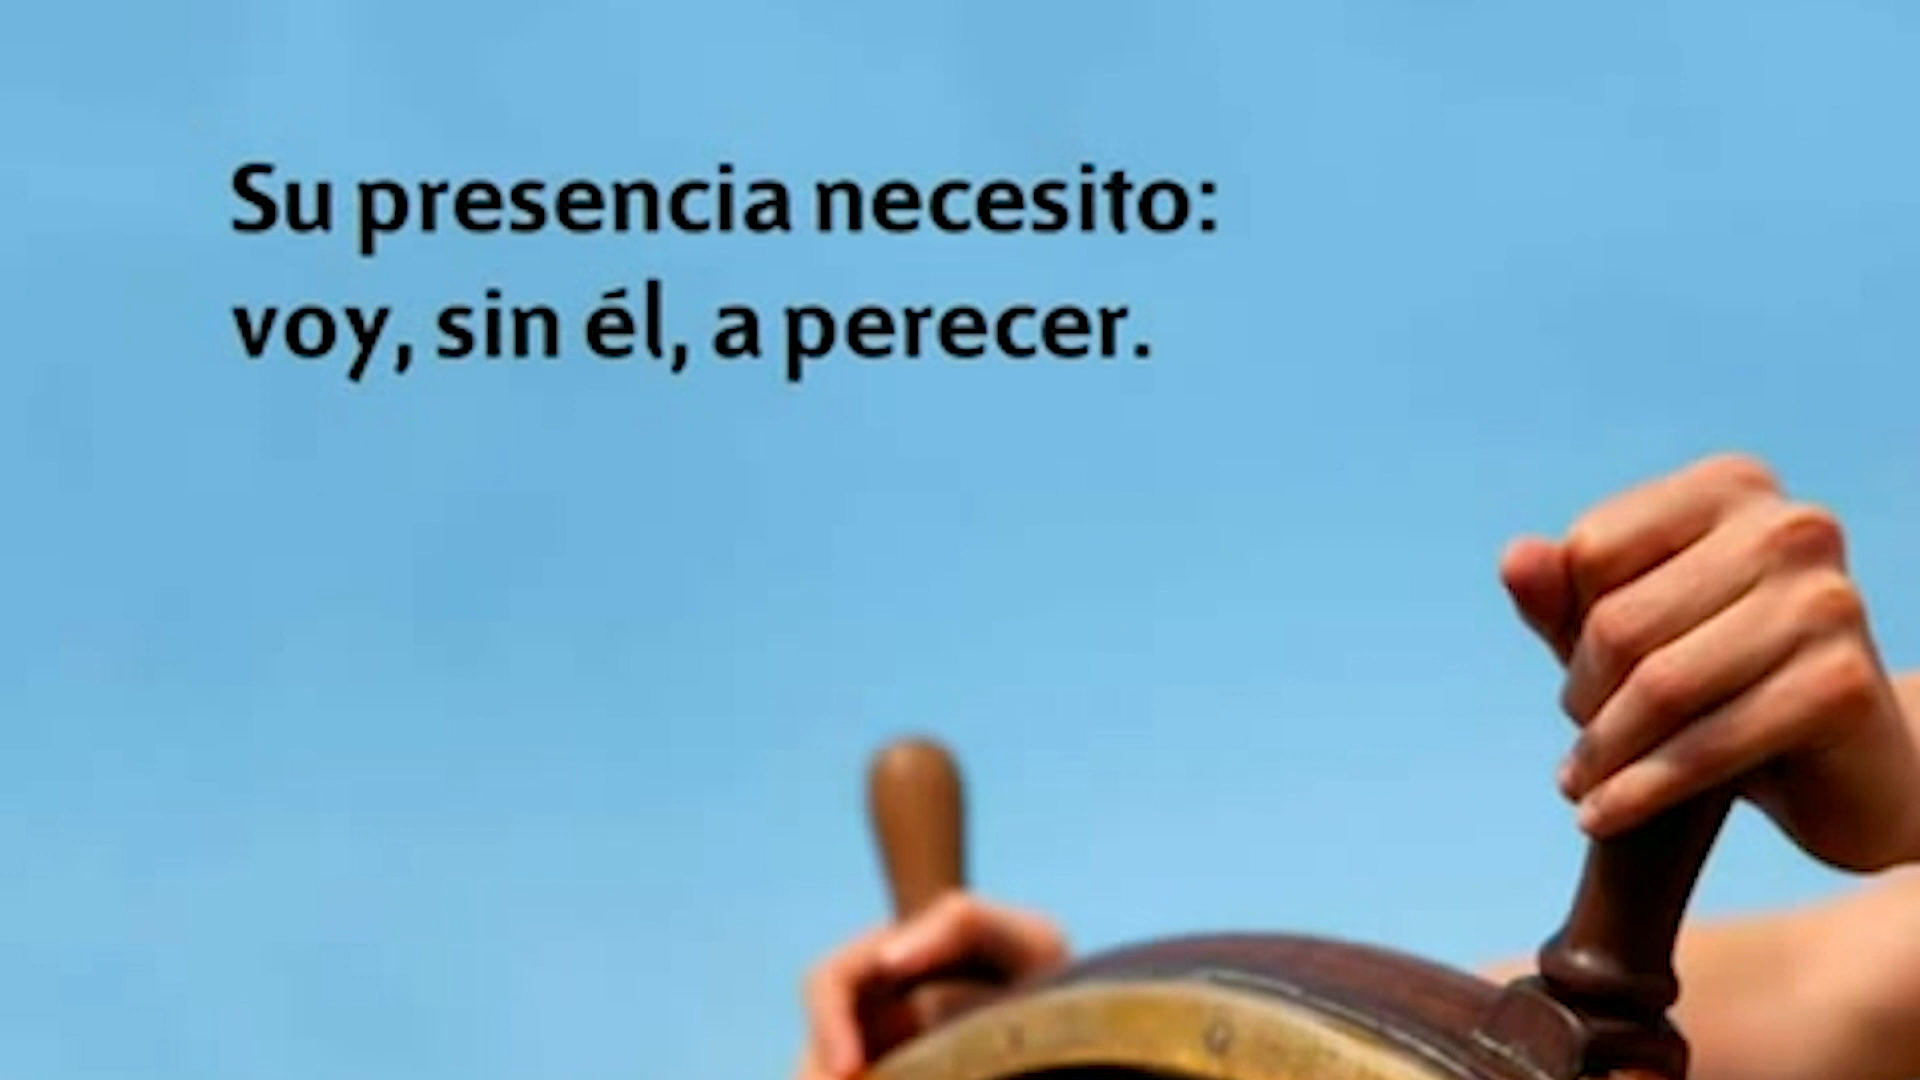 Su presencia necesito:
voy, sin él, a perecer.